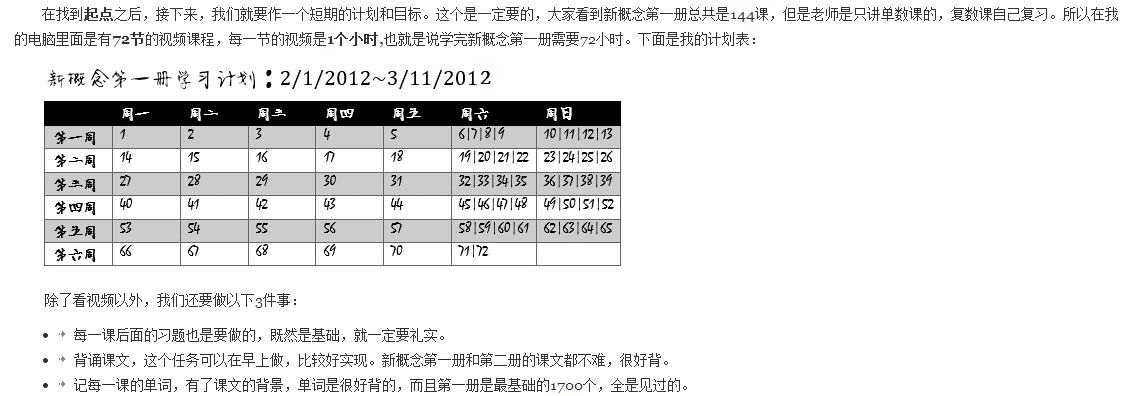 在找到起点之后，接下来，我们就要作一个短期的计划和目标。这个是一定要的，大家看到新概念第一册总共是144课，但是老师是只讲单数课的，复数课自己复习。所以在我
的电脑里面是有72节的视频课程，每一节的视频是1个小时,也就是说学完新概念第一册需要72小时。下面是我的计划表：
新概念第一册学习计划：2/1/2012~3/11/2012
周一 周二 周三 周四 周五 周六 周日
第一周 1 2 3 4 5 6|7|8|9 10|11|12|13
第二周 14 15 16 17 18 19|20|21|22 23|24|25|26
第三周 27 28 29 30 31 32|33|34|35 36|37|38|39
第四周 40 41 42 43 44 45|46|47|48 49|50|51|52
第五周 53 54 55 56 57 58|59|60|61 62|63|64|65
第六周 66 67 68 69 70 71|72
除了看视频以外，我们还要做以下3件事：
每一课后面的习题也是要做的，既然是基础，就一定要礼实。
背诵课文，这个任务可以在早上做，比较好实现。新概念第一册和第二册的课文都不难，很好背。
记每一课的单词，有了课文的背景，单词是很好背的，而且第一册是最基础的1700个，全是见过的。